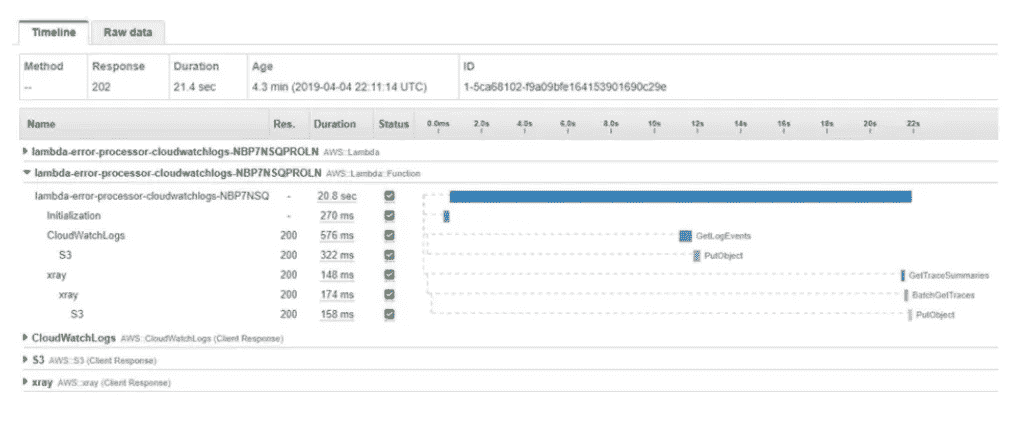 Timeline Raw data
Method Response Duration Age ID
-- 202 21.4 sec 4.3 min (2019-04-04 22:11:14 UTC) 1-5ca68102-f9a09bfe164153901690c29e
Name Res. Duration Status 0.0ms 2.0s 4.0s 6.0s 8.0s 10s 12s 14s 16s 18s 20s 22s
lambda-error-processor-cloudwatchlogs-NBP7NSQPROLN AWS::Lambda
lambda-error-processor-cloudwatchlogs-NBP7NSQPROLN AWS::Lambda::Function
lambda-error-processor-cloudwatchlogs-NBP7NSQ - 20.8 sec
Initialization - 270 ms
CloudWatchLogs 200 576 ms GetLogEvents
S3 200 322 ms PutObject
xray 200 148 ms GetTraceSummaries
xray 200 174 ms BatchGetTraces
S3 200 158 ms PutObject
CloudWatchLogs AWS::CloudWatchLogs (Client Response)
S3 AWS::S3 (Client Response)
xray AWS::xray (Client Response)